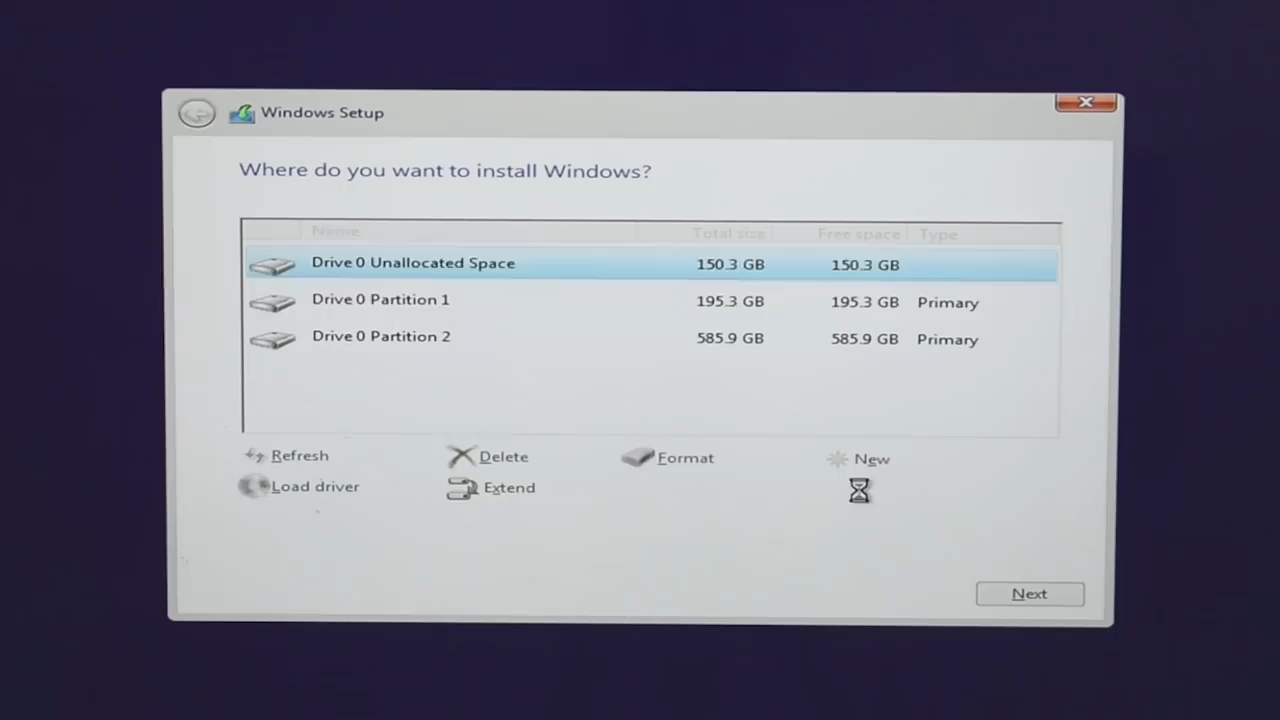 Windows Setup
Where do you want to install Windows?
Name Total size Free space Type
Drive 0 Unallocated Space 150.3 GB 150.3 GB
Drive 0 Partition 1 195.3 GB 195.3 GB Primary
Drive 0 Partition 2 585.9 GB 585.9 GB Primary
Refresh Delete Format New
Load driver Extend
Next